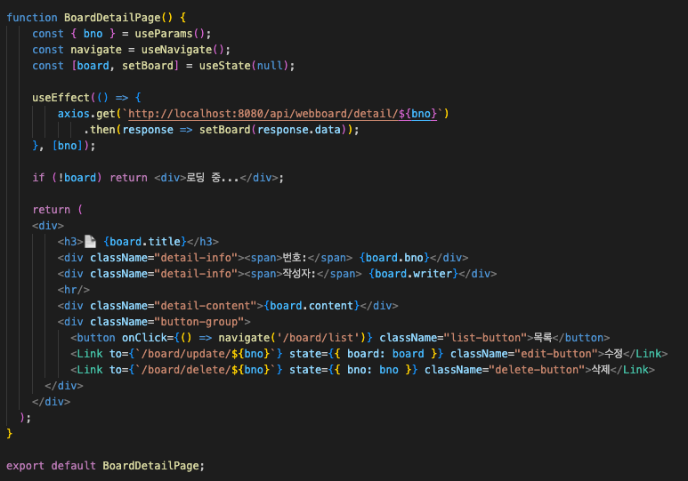 function BoardDetailPage() {
    const { bno } = useParams();
    const navigate = useNavigate();
    const [board, setBoard] = useState(null);

    useEffect(() => {
        axios.get(`http://localhost:8080/api/webboard/detail/${bno}`)
            .then(response => setBoard(response.data));
    }, [bno]);

    if (!board) return <div>로딩 중...</div>;

    return (
    <div>
        <h3>📄 {board.title}</h3>
        <div className="detail-info"><span>번호:</span> {board.bno}</div>
        <div className="detail-info"><span>작성자:</span> {board.writer}</div>
        <hr/>
        <div className="detail-content">{board.content}</div>
        <div className="button-group">
          <button onClick={() => navigate('/board/list')} className="list-button">목록</button>
          <Link to={`/board/update/${bno}`} state={{ board: board }} className="edit-button">수정</Link>
          <Link to={`/board/delete/${bno}`} state={{ bno: bno }} className="delete-button">삭제</Link>
      </div>
    </div>
  );
}

export default BoardDetailPage;